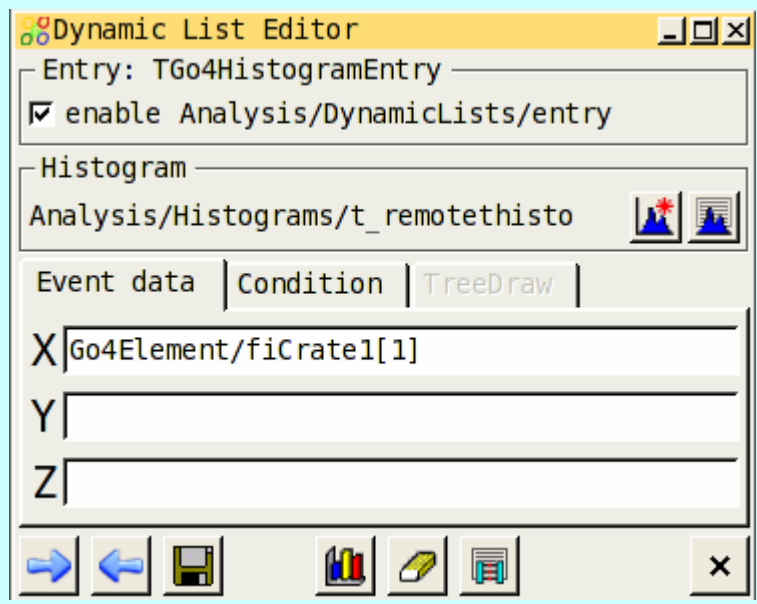 Dynamic List Editor
Entry: TGo4HistogramEntry
enable Analysis/DynamicLists/entry
Histogram
Analysis/Histograms/t_remotethisto
Event data Condition TreeDraw
X Go4Element/fiCrate1[1]
Y
Z